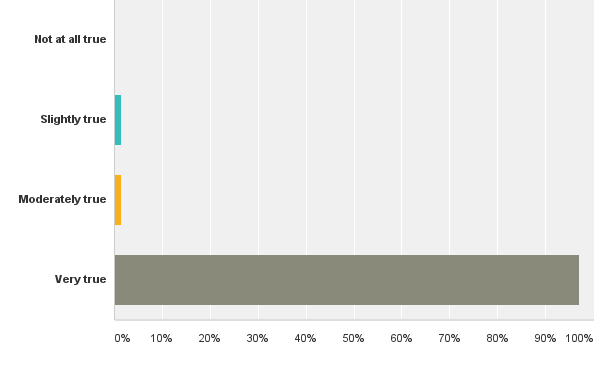 Not at all true
Slightly true
Moderately true
Very true
0% 10% 20% 30% 40% 50% 60% 70% 80% 90% 100%